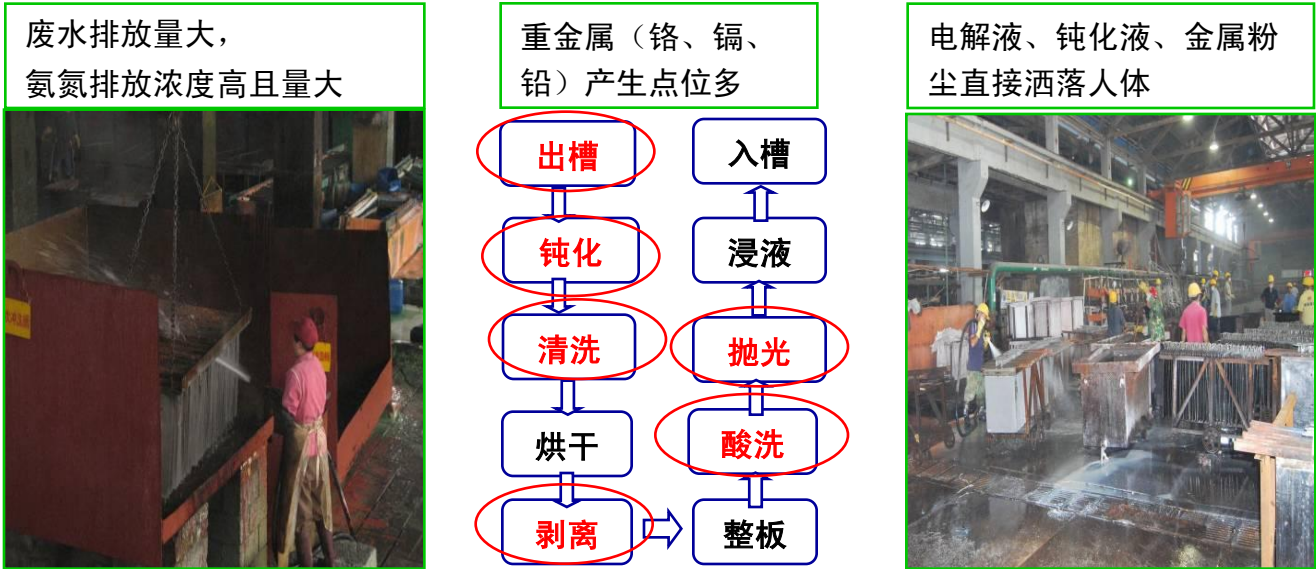 废水排放量大，
氨氮排放浓度高且量大
重金属（铬、镉、
铅）产生点位多
电解液、钝化液、金属粉
尘直接洒落人体
出槽
钝化
清洗
烘干
剥离
整板
酸洗
抛光
浸液
入槽